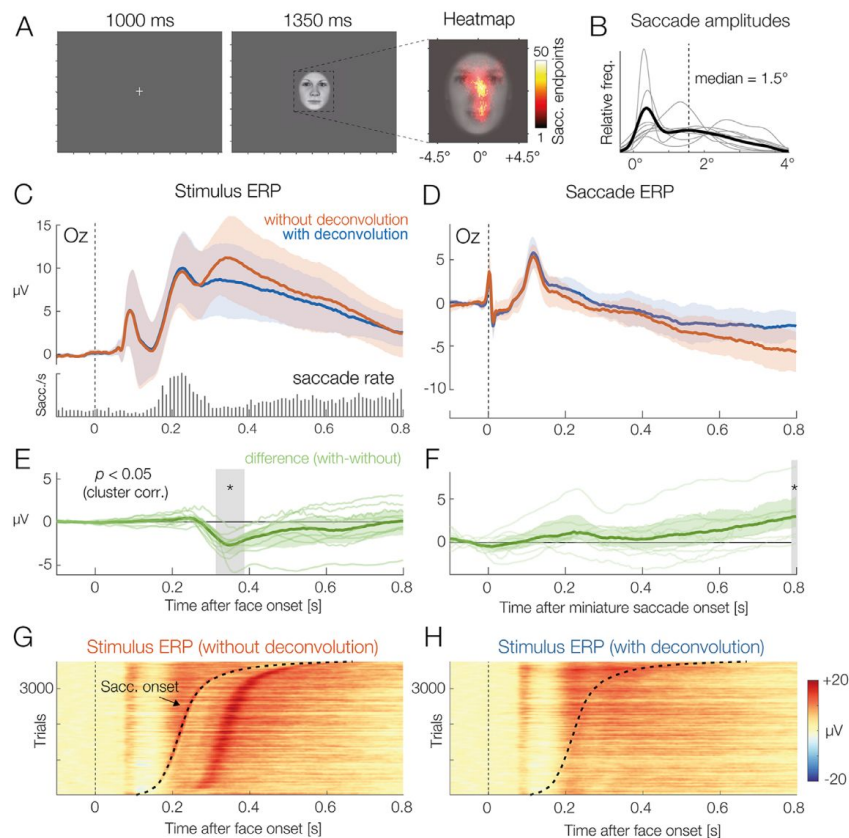 A
1000 ms
1350 ms
Heatmap
50
1
Sacc. endpoints
-4.5° 0° +4.5°
B
Saccade amplitudes
Relative freq.
median = 1.5°
0° 2° 4°
C
Stimulus ERP
without deconvolution
with deconvolution
Oz
15
10
5
0
µV
Sacc./s
saccade rate
0 0.2 0.4 0.6 0.8
D
Saccade ERP
Oz
5
0
-5
-10
0 0.2 0.4 0.6 0.8
E
p < 0.05
(cluster corr.)
difference (with-without)
*
5
0
-5
µV
0 0.2 0.4 0.6 0.8
Time after face onset [s]
F
*
5
0
0 0.2 0.4 0.6 0.8
Time after miniature saccade onset [s]
G
Stimulus ERP (without deconvolution)
Sacc. onset
3000
Trials
0 0.2 0.4 0.6 0.8
Time after face onset [s]
H
Stimulus ERP (with deconvolution)
3000
Trials
0 0.2 0.4 0.6 0.8
Time after face onset [s]
+20
µV
-20